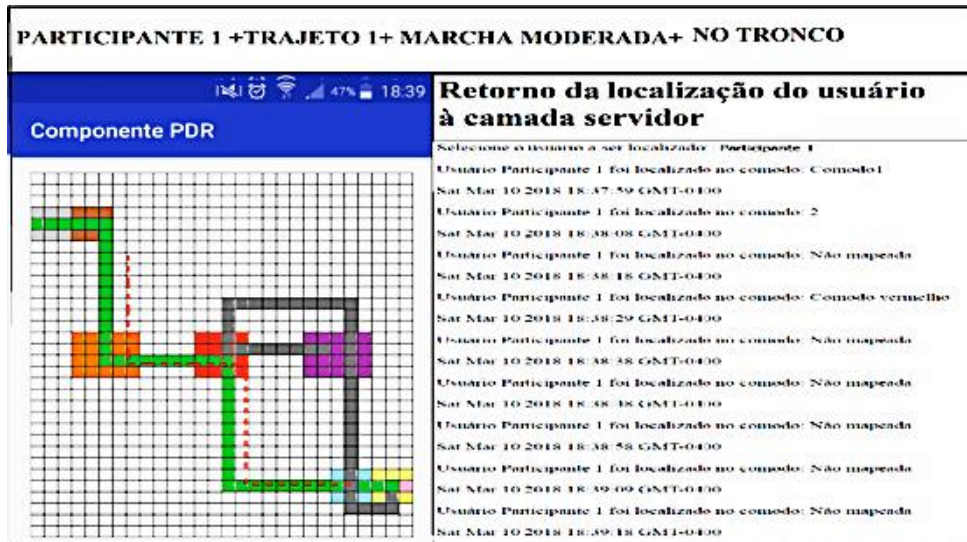 PARTICIPANTE 1 +TRAJETO 1+ MARCHA MODERADA+ NO TRONCO
47% 18:39
Componente PDR
Retorno da localização do usuário
à camada servidor
Selecione o usuario a ser localizado: Participante 1
Usuário Participante 1 foi localizado no comodo: Comodo1
Sat Mar 10 2018 18:37:59 GMT-0400
Usuário Participante 1 foi localizado no comodo: 2
Sat Mar 10 2018 18:38:08 GMT-0400
Usuário Participante 1 foi localizado no comodo: Não mapeada
Sat Mar 10 2018 18:38:18 GMT-0400
Usuário Participante 1 foi localizado no comodo: Comodo vermelho
Sat Mar 10 2018 18:38:29 GMT-0400
Usuário Participante 1 foi localizado no comodo: Não mapeada
Sat Mar 10 2018 18:38:38 GMT-0400
Usuário Participante 1 foi localizado no comodo: Não mapeada
Sat Mar 10 2018 18:38:48 GMT-0400
Usuário Participante 1 foi localizado no comodo: Não mapeada
Sat Mar 10 2018 18:38:58 GMT-0400
Usuário Participante 1 foi localizado no comodo: Não mapeada
Sat Mar 10 2018 18:39:09 GMT-0400
Usuário Participante 1 foi localizado no comodo: Não mapeada
Sat Mar 10 2018 18:39:18 GMT-0400